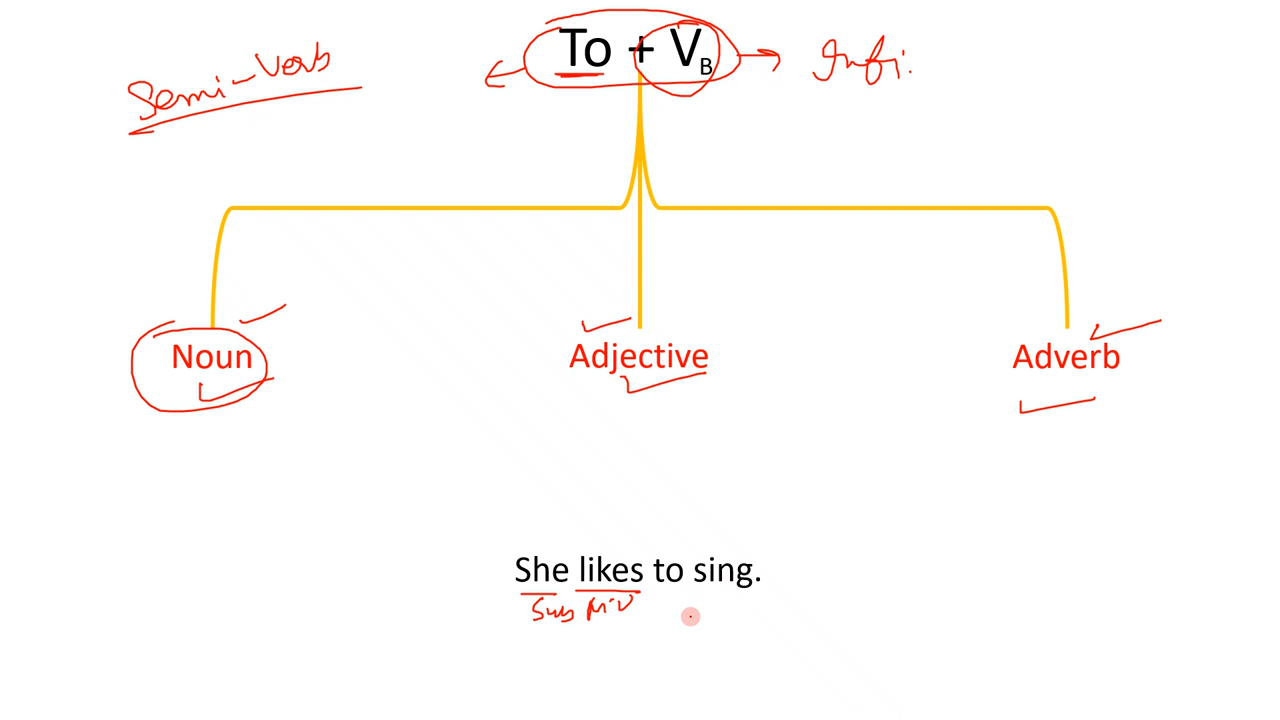 Semi-Verb
To + VB
Infi.
Noun
Adjective
Adverb
She likes to sing.
Sub M.V